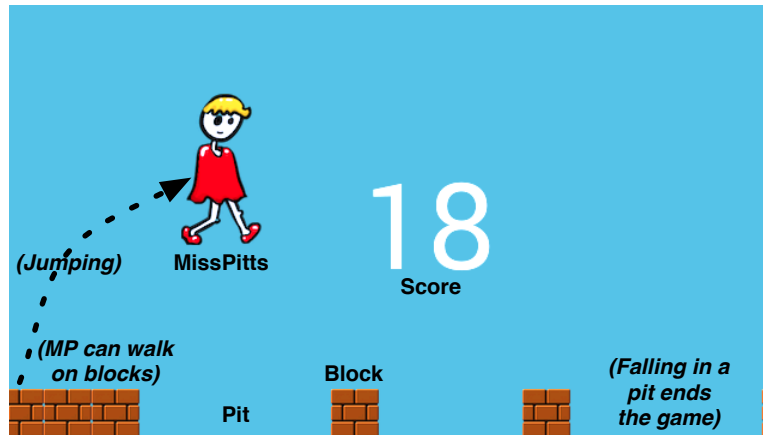 18
(Jumping)
MissPitts
Score
(MP can walk
on blocks)
Block
(Falling in a
pit ends
the game)
Pit